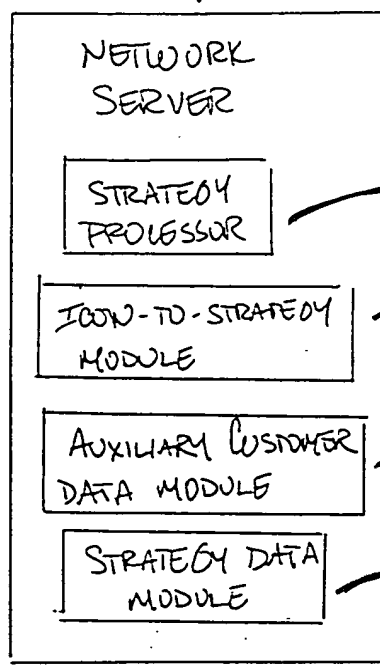 NETWORK
SERVER
STRATEGY
PROCESSOR
ICON-TO-STRATEGY
MODULE
AUXILIARY CUSTOMER
DATA MODULE
STRATEGY DATA
MODULE